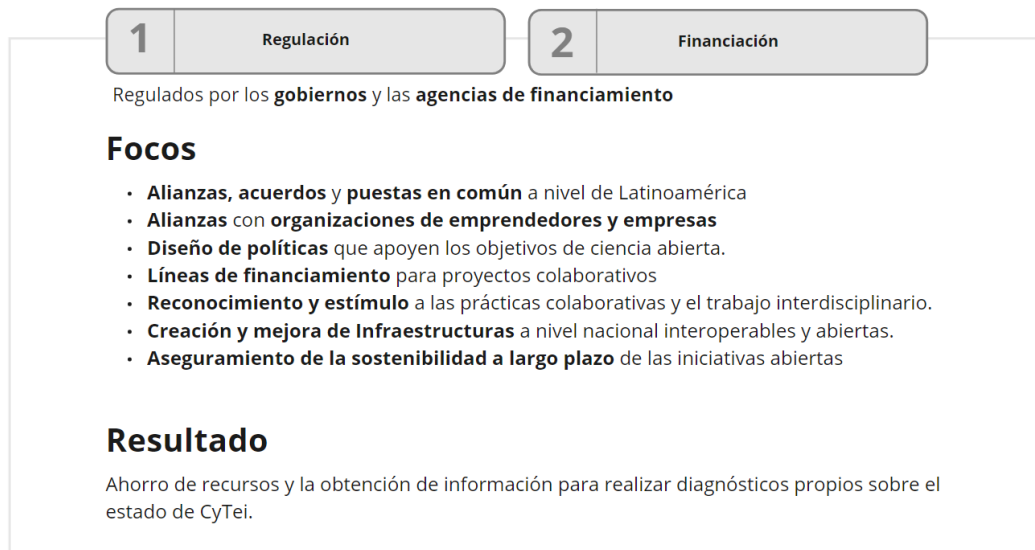 1 Regulación 2 Financiación
Regulados por los gobiernos y las agencias de financiamiento
Focos
• Alianzas, acuerdos y puestas en común a nivel de Latinoamérica
• Alianzas con organizaciones de emprendedores y empresas
• Diseño de políticas que apoyen los objetivos de ciencia abierta.
• Líneas de financiamiento para proyectos colaborativos
• Reconocimiento y estímulo a las prácticas colaborativas y el trabajo interdisciplinario.
• Creación y mejora de Infraestructuras a nivel nacional interoperables y abiertas.
• Aseguramiento de la sostenibilidad a largo plazo de las iniciativas abiertas
Resultado
Ahorro de recursos y la obtención de información para realizar diagnósticos propios sobre el
estado de CyTei.